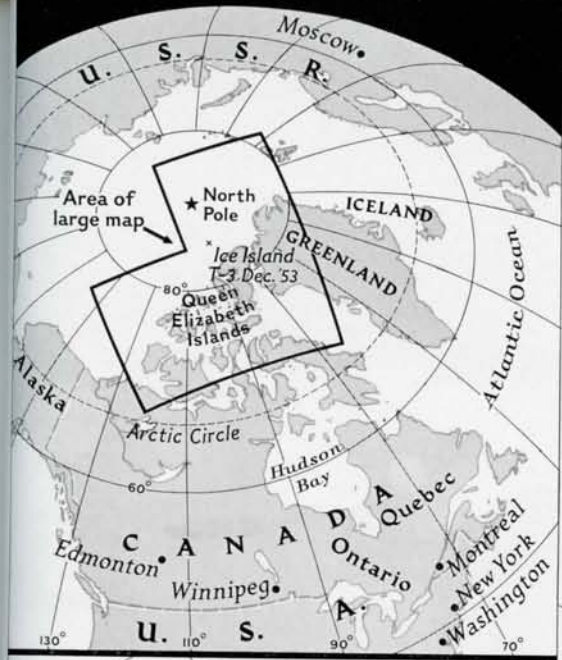 Moscow
U. S. S. R.
North
Pole
Area of
large map
ICELAND
GREENLAND
Ice Island
T-3. Dec. '53
80°
Queen
Elizabeth
Islands
Atlantic Ocean
Alaska
Arctic Circle
Hudson
Bay
60°
CANADA
Quebec
Ontario
Edmonton
Winnipeg
Montreal
New York
Washington
U. S. A.
130°
110°
90°
70°